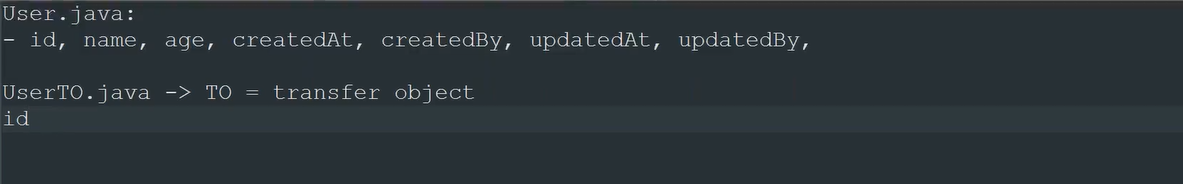 User.java:
- id, name, age, createdAt, createdBy, updatedAt, updatedBy,
UserTO.java -> TO = transfer object
id